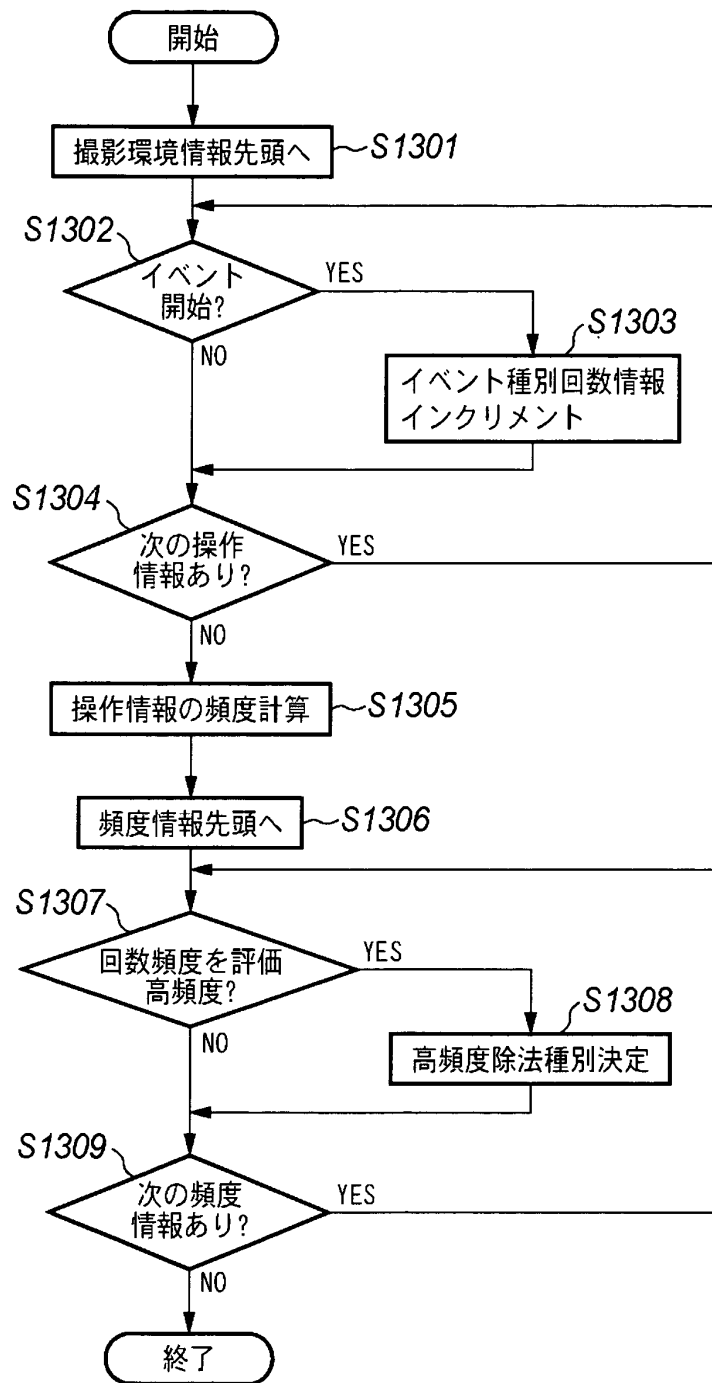 開始
撮影環境情報先頭へ
S1301
S1302
イベント
開始?
YES
NO
S1303
イベント種別回数情報
インクリメント
S1304
次の操作
情報あり?
YES
NO
操作情報の頻度計算
S1305
頻度情報先頭へ
S1306
S1307
回数頻度を評価
高頻度?
YES
NO
S1308
高頻度除法種別決定
S1309
次の頻度
情報あり?
YES
NO
終了